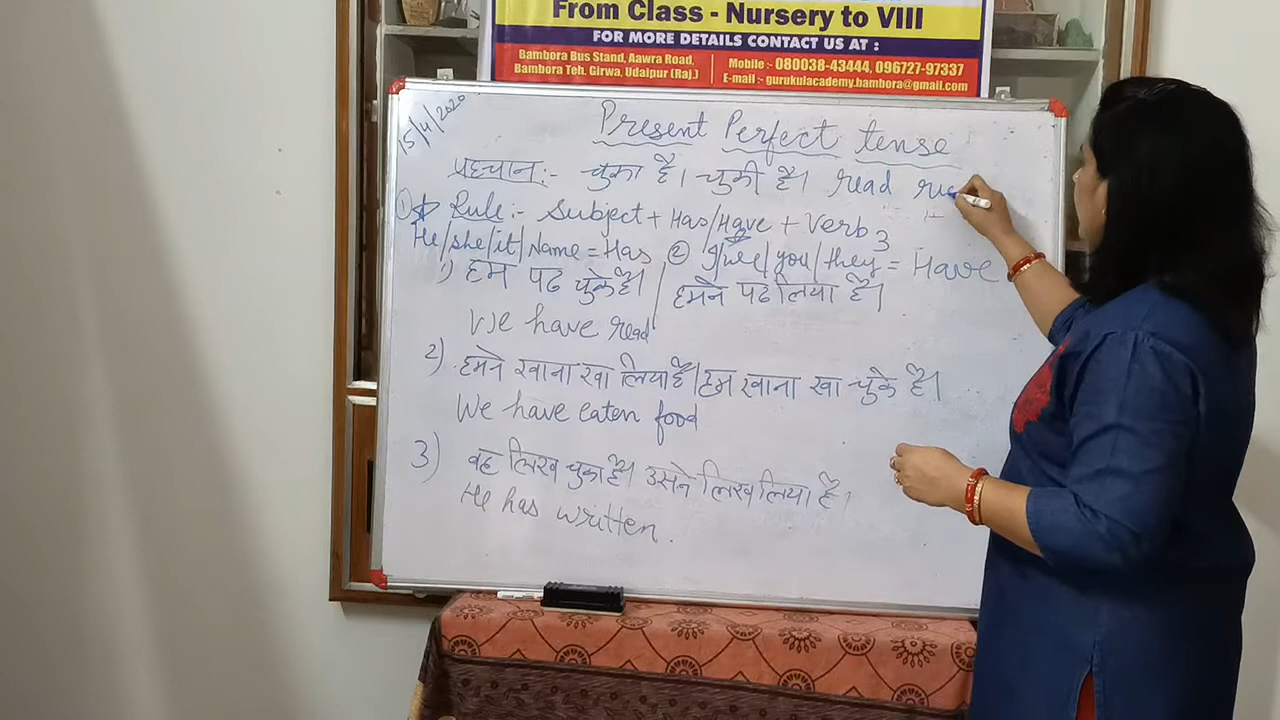 From Class - Nursery to VIII
FOR MORE DETAILS CONTACT US AT :
Bambora Bus Stand, Aawra Road,
Bambora Teh. Girwa, Udaipur (Raj.)
Mobile :- 080038-43444, 096727-97337
E-mail :- gurukulacademy.bambora@gmail.com
15/4/2020
Present Perfect tense
पहचान:- चुका है। चुकी है। read
① Rule:- Subject + Has/Have + Verb 3
He/she/it/Name = Has ② I/we/you/they = Have
1) हम पढ चुके है। / हमने पढ लिया है।
We have read
2) हमने खाना खा लिया है। हम खाना खा चुके है।
We have eaten food
3) वह लिख चुका है। उसने लिख लिया है।
He has written.